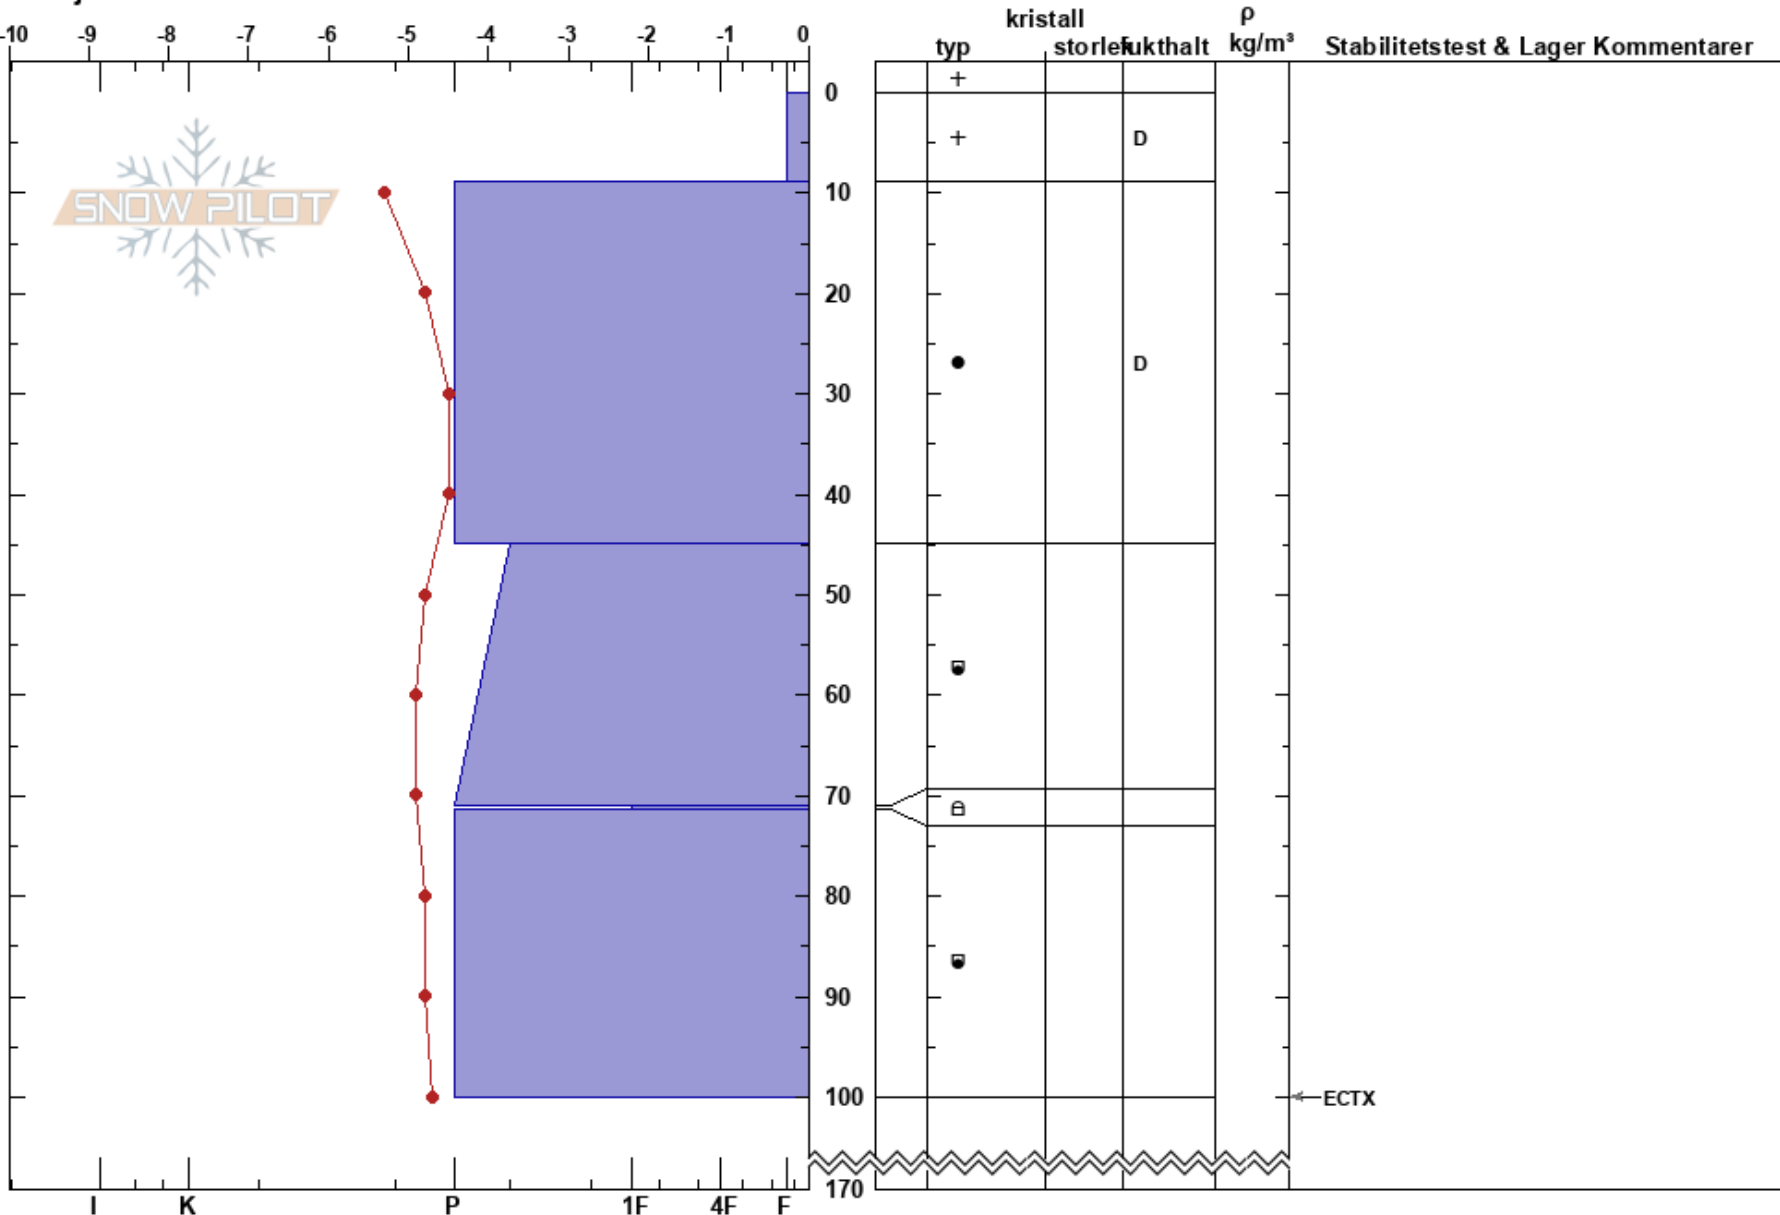 kristall ρ
-10 -9 -8 -7 -6 -5 -4 -3 -2 -1 0
typ storlek fukthalt kg/m³ Stabilitetstest & Lager Kommentarer
+
0
+ D
SNOW PILOT
10
20
D
30
40
50
60
70
80
90
100 ECTX
170
I K P 1F 4F F